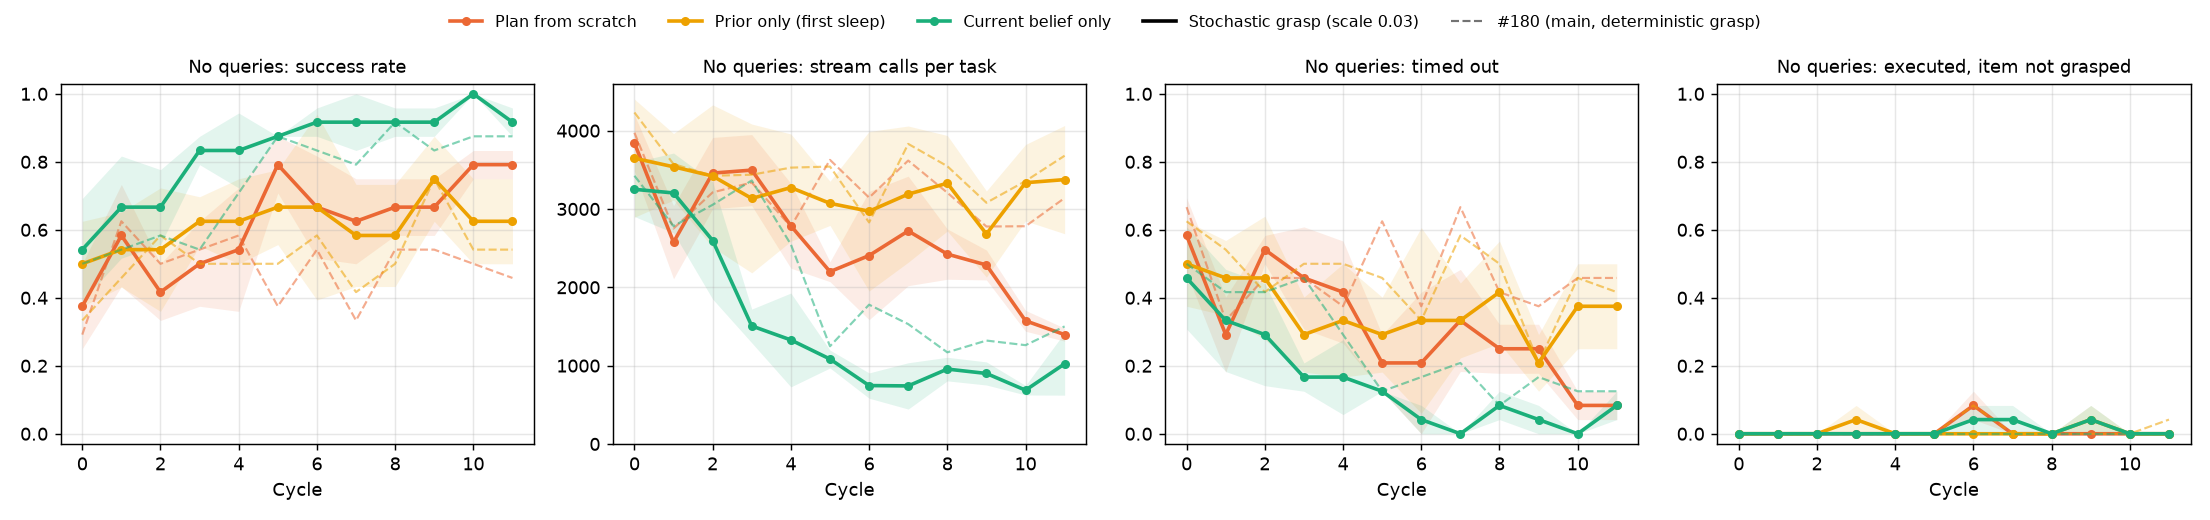 Plan from scratch Prior only (first sleep) Current belief only Stochastic grasp (scale 0.03) #180 (main, deterministic grasp)
No queries: success rate
1.0
0.8
0.6
0.4
0.2
0.0
0 2 4 6 8 10
Cycle
No queries: stream calls per task
4000
3000
2000
1000
0
0 2 4 6 8 10
Cycle
No queries: timed out
1.0
0.8
0.6
0.4
0.2
0.0
0 2 4 6 8 10
Cycle
No queries: executed, item not grasped
1.0
0.8
0.6
0.4
0.2
0.0
0 2 4 6 8 10
Cycle